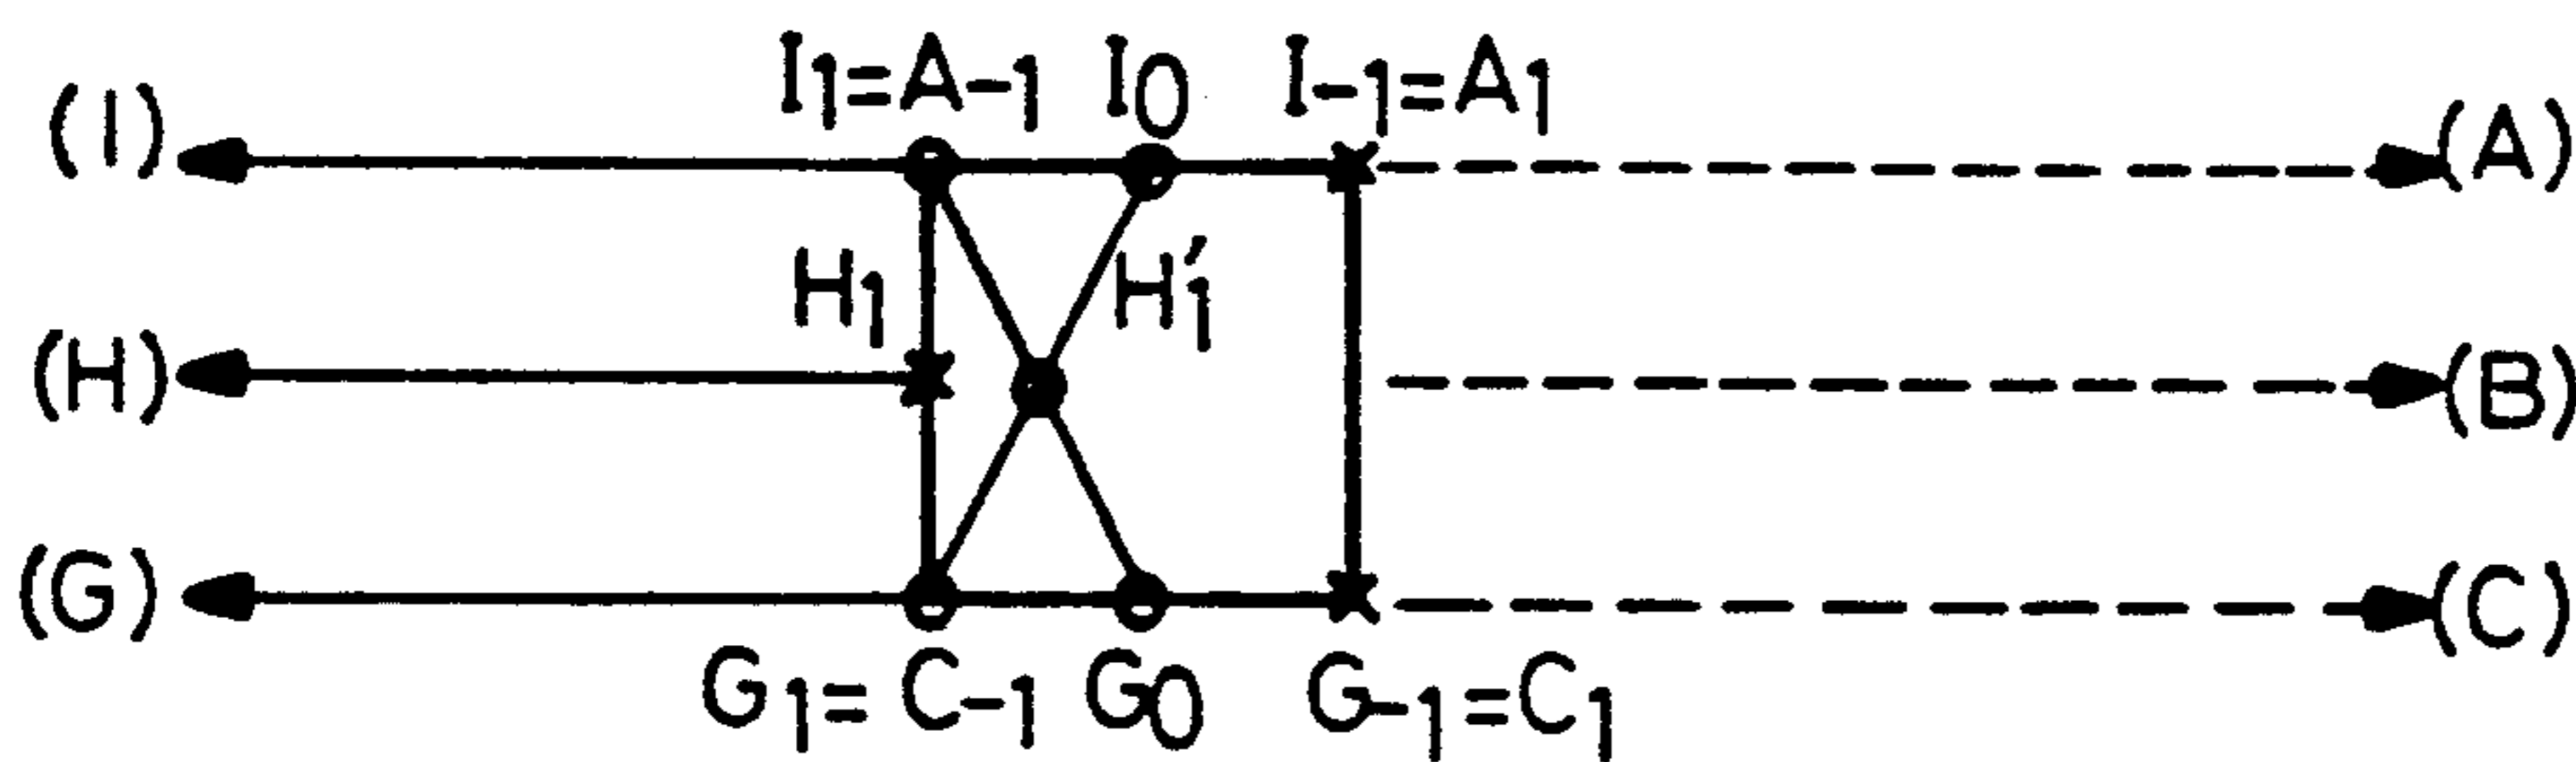 I1=A-1 I0 I-1=A1
(I) (A)
H1 H'1
(H) (B)
(G) (C)
G1=C-1 G0 G-1=C1